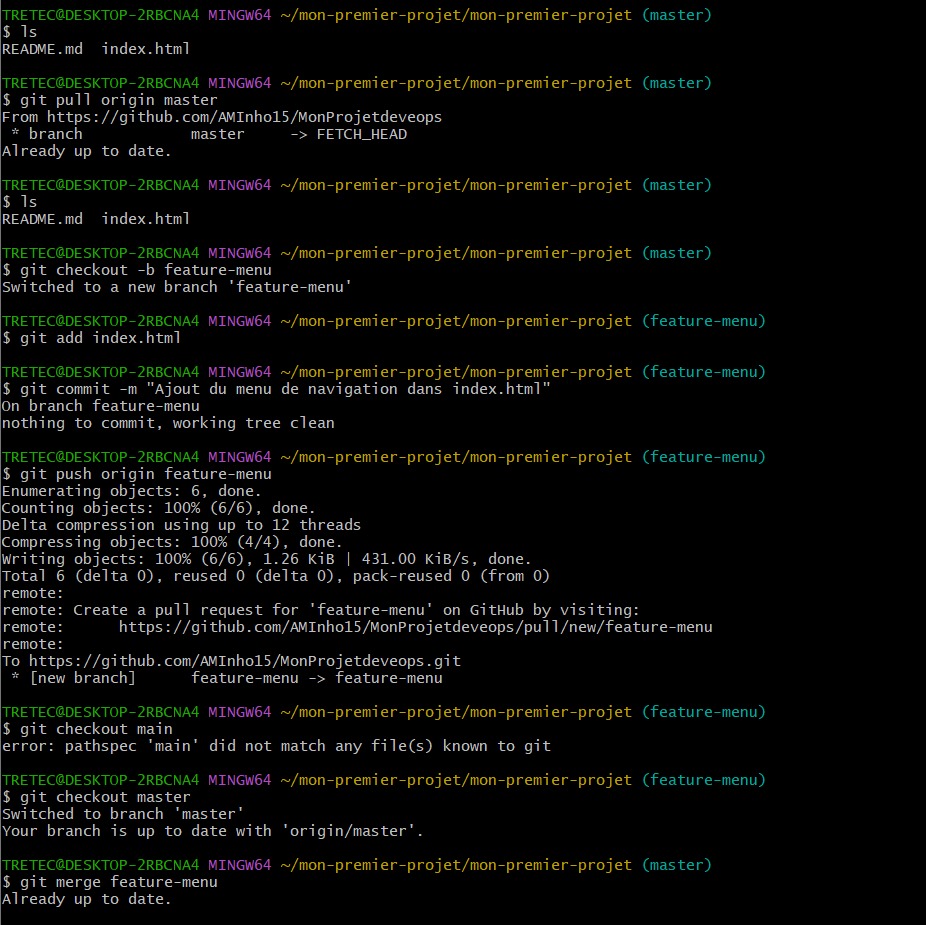 TRETEC@DESKTOP-2RBCNA4 MINGW64 ~/mon-premier-projet/mon-premier-projet (master)
$ ls
README.md  index.html
TRETEC@DESKTOP-2RBCNA4 MINGW64 ~/mon-premier-projet/mon-premier-projet (master)
$ git pull origin master
From https://github.com/AMInho15/MonProjetdeveops
 * branch            master     -> FETCH_HEAD
Already up to date.
TRETEC@DESKTOP-2RBCNA4 MINGW64 ~/mon-premier-projet/mon-premier-projet (master)
$ ls
README.md  index.html
TRETEC@DESKTOP-2RBCNA4 MINGW64 ~/mon-premier-projet/mon-premier-projet (master)
$ git checkout -b feature-menu
Switched to a new branch 'feature-menu'
TRETEC@DESKTOP-2RBCNA4 MINGW64 ~/mon-premier-projet/mon-premier-projet (feature-menu)
$ git add index.html
TRETEC@DESKTOP-2RBCNA4 MINGW64 ~/mon-premier-projet/mon-premier-projet (feature-menu)
$ git commit -m "Ajout du menu de navigation dans index.html"
On branch feature-menu
nothing to commit, working tree clean
TRETEC@DESKTOP-2RBCNA4 MINGW64 ~/mon-premier-projet/mon-premier-projet (feature-menu)
$ git push origin feature-menu
Enumerating objects: 6, done.
Counting objects: 100% (6/6), done.
Delta compression using up to 12 threads
Compressing objects: 100% (4/4), done.
Writing objects: 100% (6/6), 1.26 KiB | 431.00 KiB/s, done.
Total 6 (delta 0), reused 0 (delta 0), pack-reused 0 (from 0)
remote:
remote: Create a pull request for 'feature-menu' on GitHub by visiting:
remote:      https://github.com/AMInho15/MonProjetdeveops/pull/new/feature-menu
remote:
To https://github.com/AMInho15/MonProjetdeveops.git
 * [new branch]      feature-menu -> feature-menu
TRETEC@DESKTOP-2RBCNA4 MINGW64 ~/mon-premier-projet/mon-premier-projet (feature-menu)
$ git checkout main
error: pathspec 'main' did not match any file(s) known to git
TRETEC@DESKTOP-2RBCNA4 MINGW64 ~/mon-premier-projet/mon-premier-projet (feature-menu)
$ git checkout master
Switched to branch 'master'
Your branch is up to date with 'origin/master'.
TRETEC@DESKTOP-2RBCNA4 MINGW64 ~/mon-premier-projet/mon-premier-projet (master)
$ git merge feature-menu
Already up to date.